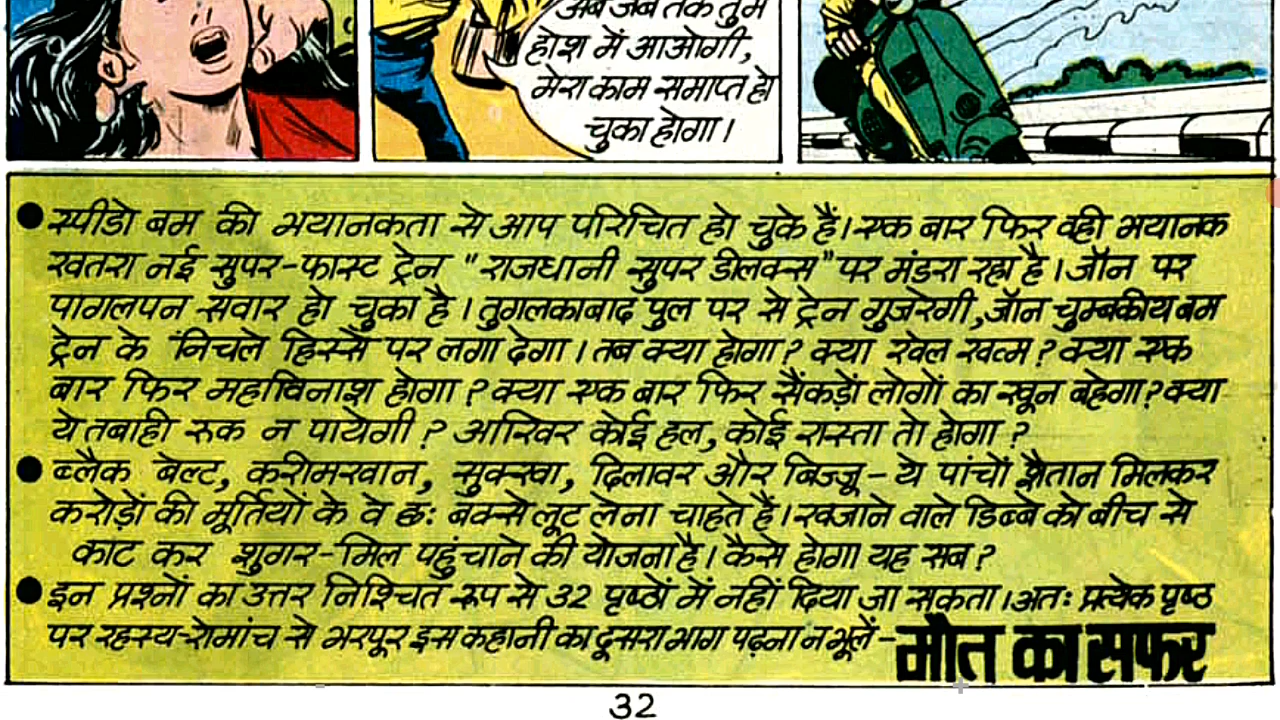 अब जब तक तुम
होश में आओगी,
मेरा काम समाप्त हो
चुका होगा।
● स्पीडो बम की भयानकता से आप परिचित हो चुके हैं। एक बार फिर वही भयानक
खतरा नई सुपर-फास्ट ट्रेन "राजधानी सुपर डीलक्स" पर मंडरा रहा है। जॉन पर
पागलपन सवार हो चुका है। तुगलकाबाद पुल पर से ट्रेन गुजरेगी, जॉन चुम्बकीय बम
ट्रेन के निचले हिस्से पर लगा देगा। तब क्या होगा? क्या खेल खत्म? क्या एक
बार फिर महाविनाश होगा? क्या एक बार फिर सैंकड़ों लोगों का खून बहेगा? क्या
ये तबाही रूक न पायेगी? आखिर कोई हल, कोई रास्ता तो होगा?
● ब्लैक बेल्ट, करीमखान, सुक्खा, दिलावर और बिज्जू - ये पांचों शैतान मिलकर
करोड़ों की मूर्तियों के वे छः बक्से लूट लेना चाहते हैं। खजाने वाले डिब्बे को बीच से
काट कर शुगर-मिल पहुंचाने की योजना है। कैसे होगा यह सब?
● इन प्रश्नों का उत्तर निश्चित रूप से 32 पृष्ठों में नहीं दिया जा सकता। अतः प्रत्येक पृष्ठ
पर रहस्य-रोमांच से भरपूर इस कहानी का दूसरा भाग पढ़ना न भूलें - मौत का सफर
32